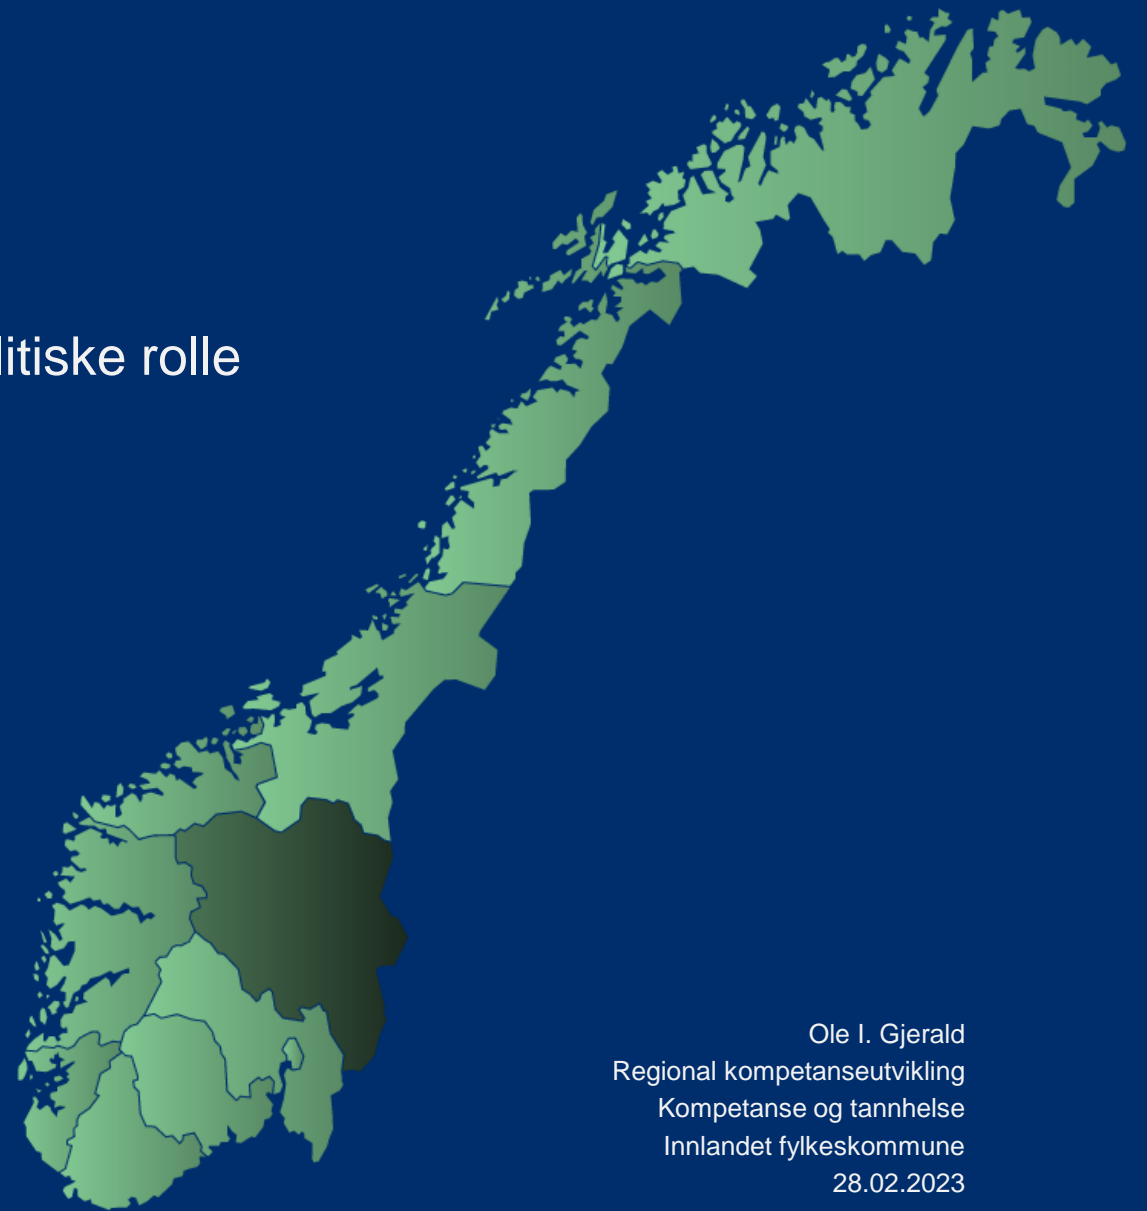 litiske rolle
Ole I. Gjerald
Regional kompetanseutvikling
Kompetanse og tannhelse
Innlandet fylkeskommune
28.02.2023